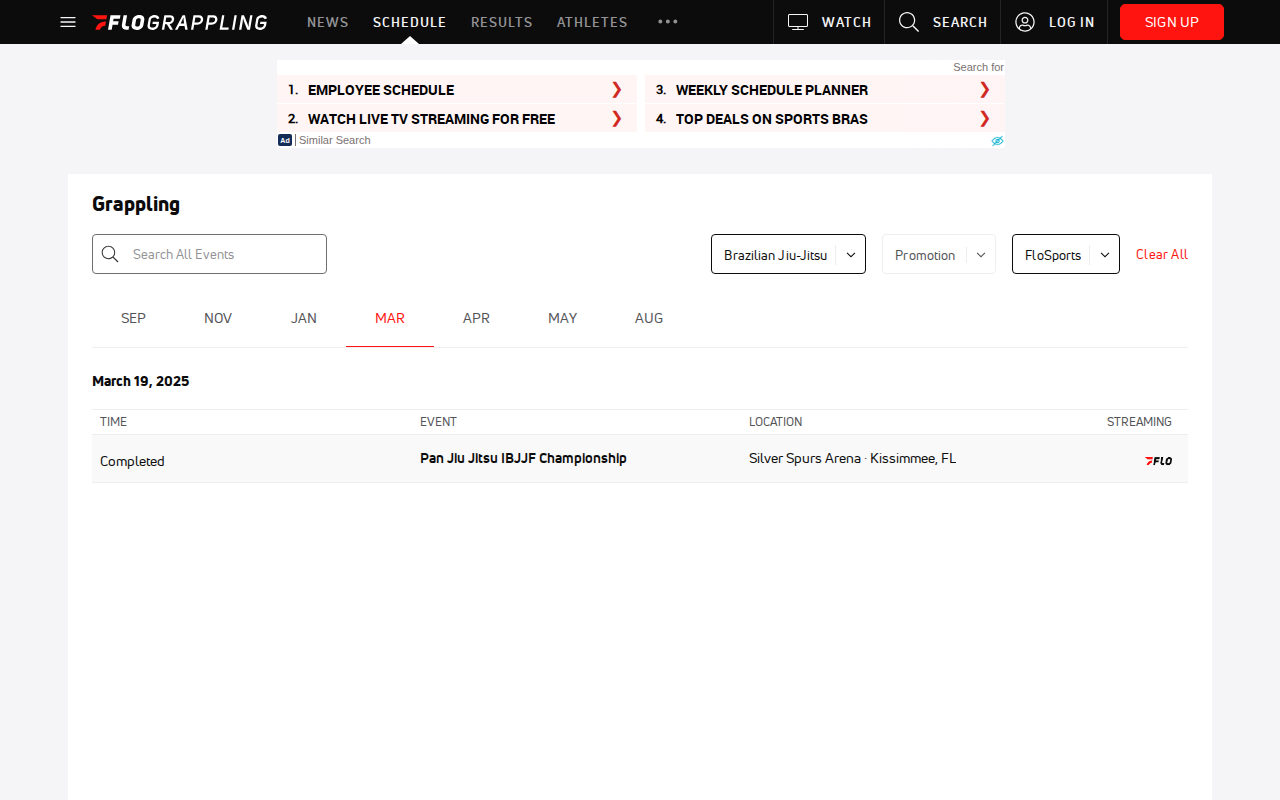 FLOGRAPPLING NEWS SCHEDULE RESULTS ATHLETES WATCH SEARCH LOG IN SIGN UP
Search for
1. EMPLOYEE SCHEDULE
2. WATCH LIVE TV STREAMING FOR FREE
3. WEEKLY SCHEDULE PLANNER
4. TOP DEALS ON SPORTS BRAS
Ad Similar Search
Grappling
Search All Events Brazilian Jiu-Jitsu Promotion FloSports Clear All
SEP NOV JAN MAR APR MAY AUG
March 19, 2025
TIME EVENT LOCATION STREAMING
Completed Pan Jiu Jitsu IBJJF Championship Silver Spurs Arena · Kissimmee, FL FLO